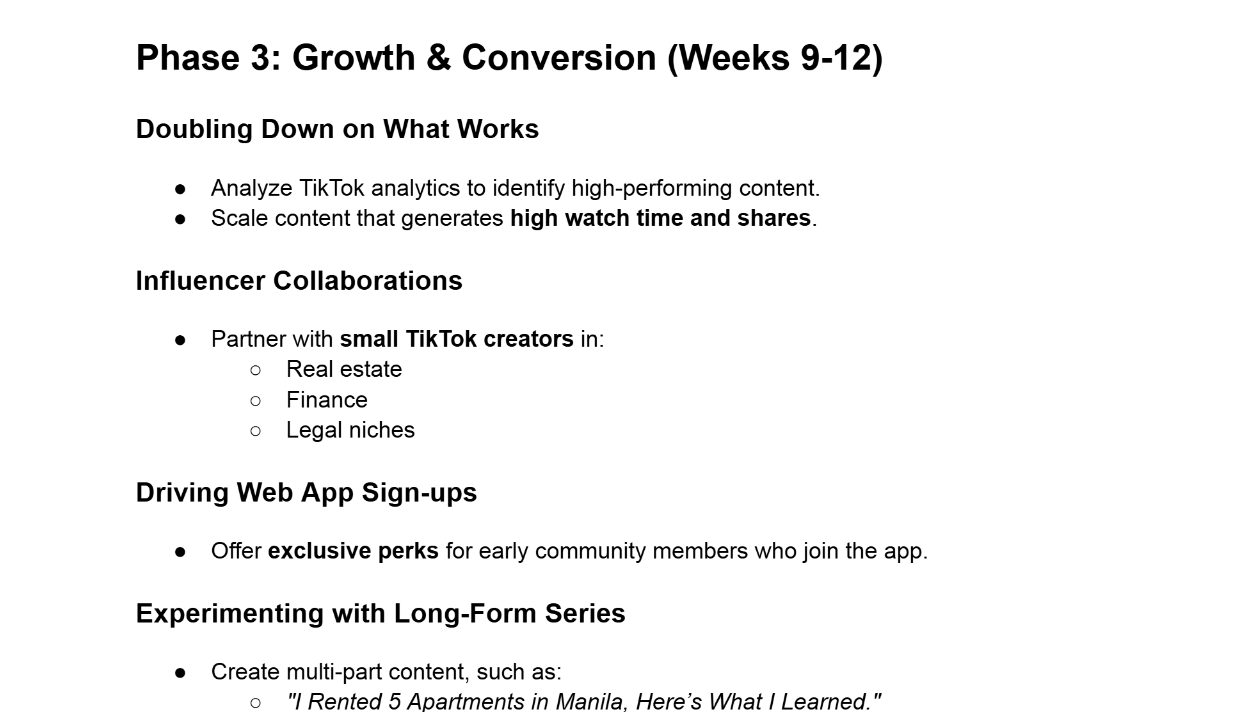 Phase 3: Growth & Conversion (Weeks 9-12)
Doubling Down on What Works
● Analyze TikTok analytics to identify high-performing content.
● Scale content that generates high watch time and shares.
Influencer Collaborations
● Partner with small TikTok creators in:
○ Real estate
○ Finance
○ Legal niches
Driving Web App Sign-ups
● Offer exclusive perks for early community members who join the app.
Experimenting with Long-Form Series
● Create multi-part content, such as:
○ "I Rented 5 Apartments in Manila, Here’s What I Learned."